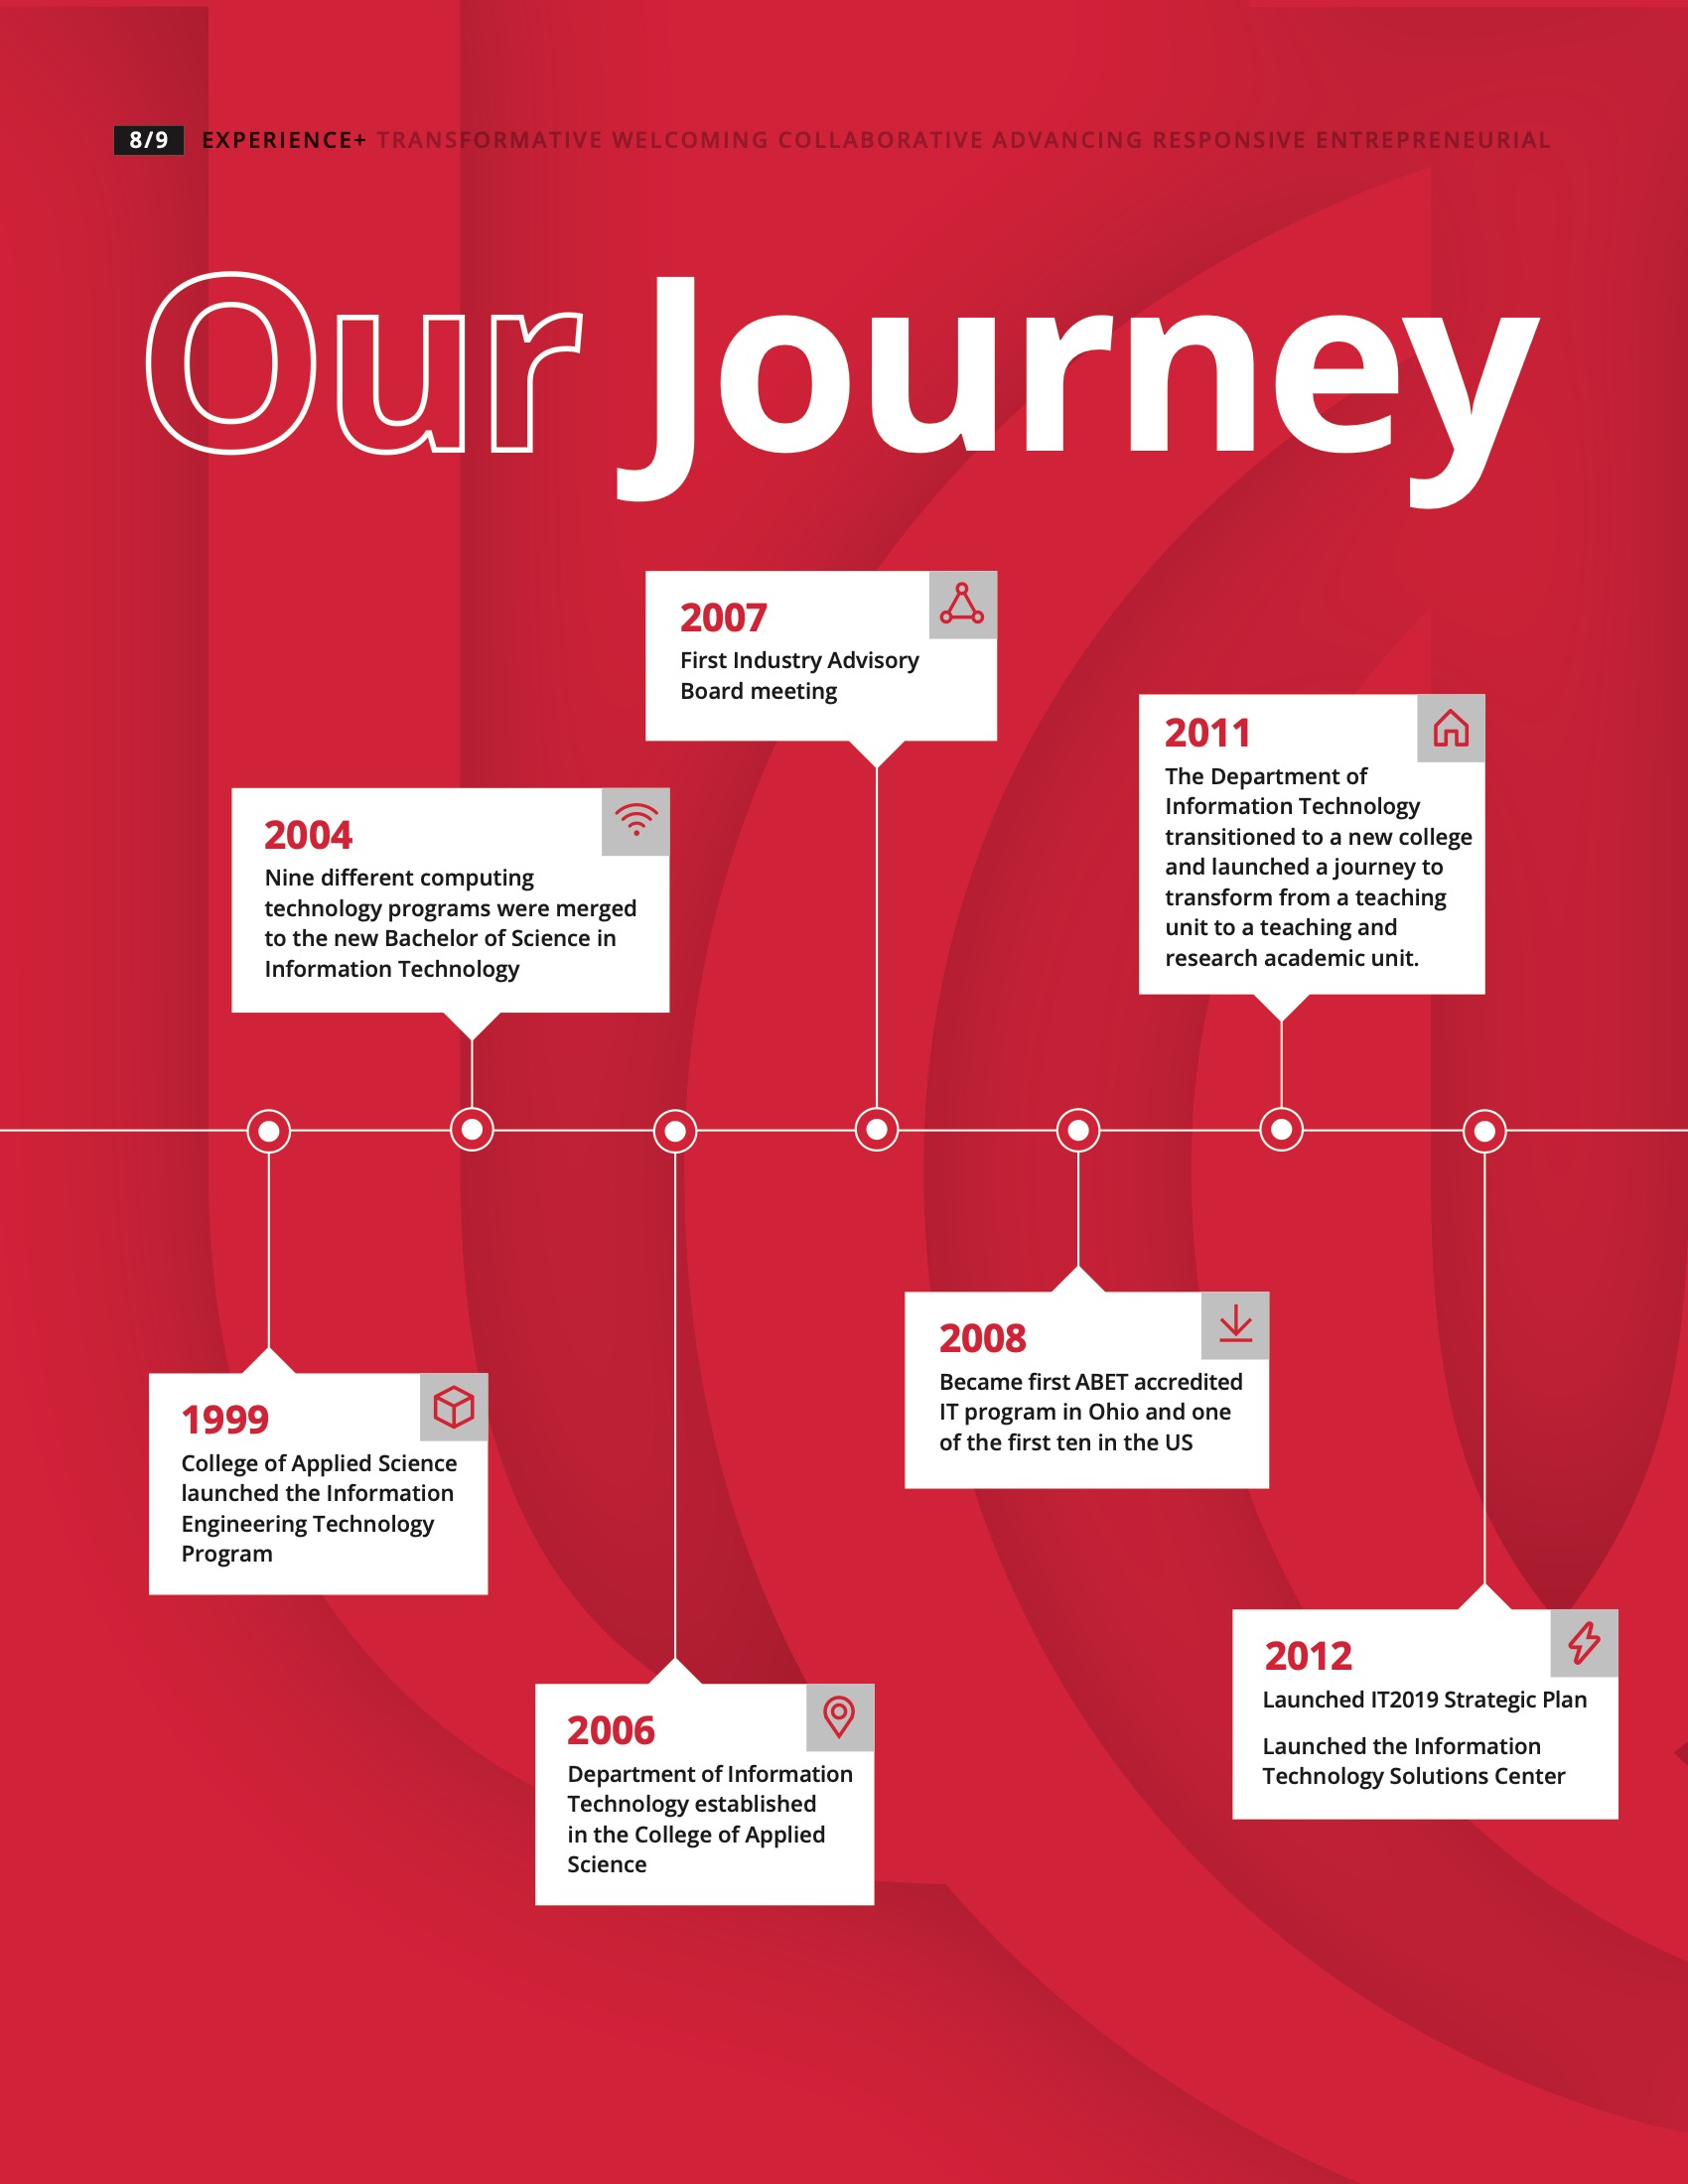 8/9 EXPERIENCE+ TRANSFORMATIVE WELCOMING COLLABORATIVE ADVANCING RESPONSIVE ENTREPRENEURIAL
Our Journey
2007
First Industry Advisory
Board meeting
2011
The Department of
Information Technology
transitioned to a new college
and launched a journey to
transform from a teaching
unit to a teaching and
research academic unit.
2004
Nine different computing
technology programs were merged
to the new Bachelor of Science in
Information Technology
2008
Became first ABET accredited
IT program in Ohio and one
of the first ten in the US
1999
College of Applied Science
launched the Information
Engineering Technology
Program
2012
Launched IT2019 Strategic Plan
Launched the Information
Technology Solutions Center
2006
Department of Information
Technology established
in the College of Applied
Science